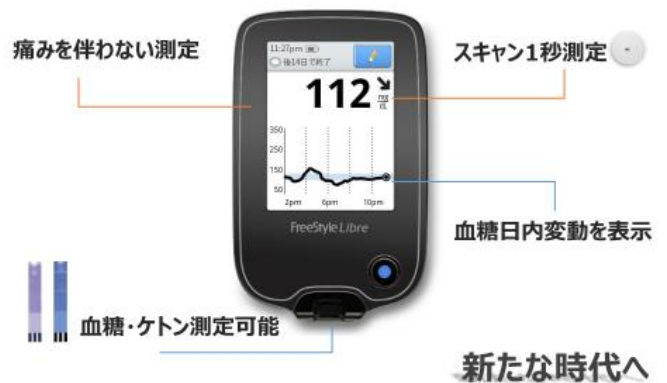 痛みを伴わない測定
スキャン1秒測定
11:27pm
後14日で終了
112
mg
dL
350
250
150
50
2pm
6pm
10pm
FreeStyle Libre
血糖日内変動を表示
血糖・ケトン測定可能
新たな時代へ